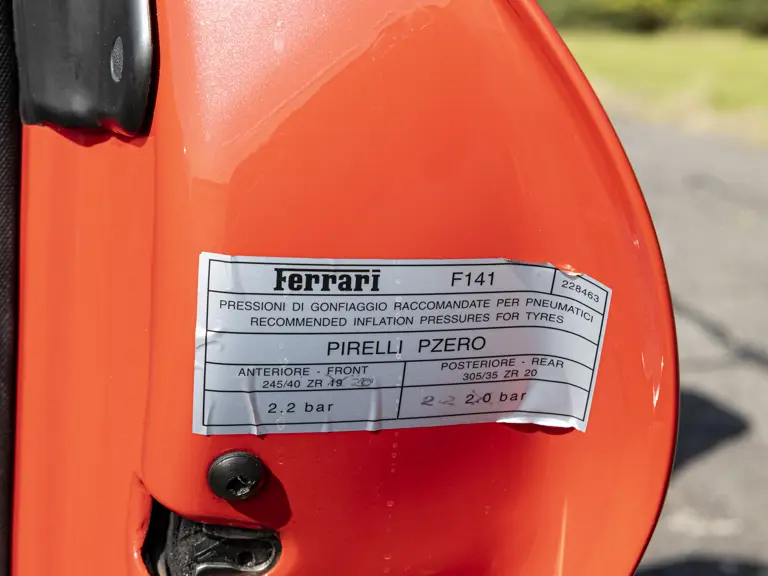 Ferrari F141 228463
PRESSIONI DI GONFIAGGIO RACCOMANDATE PER PNEUMATICI
RECOMMENDED INFLATION PRESSURES FOR TYRES
PIRELLI PZERO
ANTERIORE - FRONT
245/40 ZR 19 20
2.2 bar
POSTERIORE - REAR
305/35 ZR 20
2.2 2.0 bar